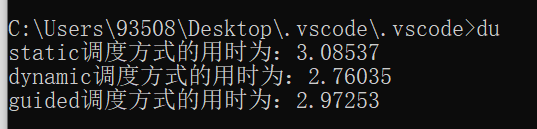 C:\Users\93508\Desktop\.vscode\.vscode>du
static调度方式的用时为：3.08537
dynamic调度方式的用时为：2.76035
guided调度方式的用时为：2.97253